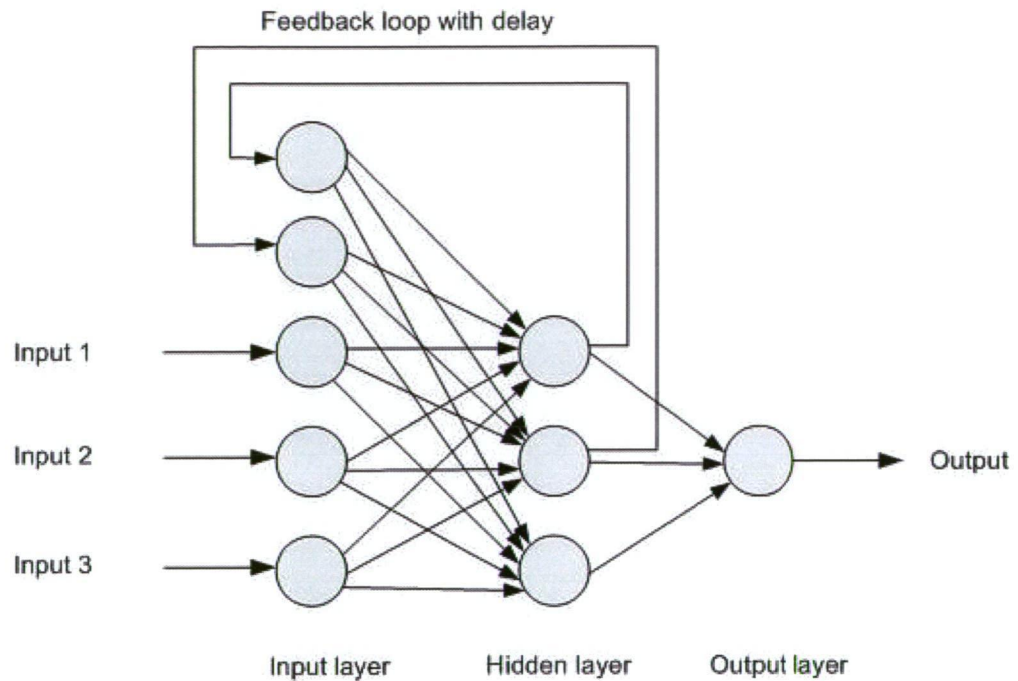 Feedback loop with delay
Input 1
Input 2
Input 3
Output
Input layer
Hidden layer
Output layer